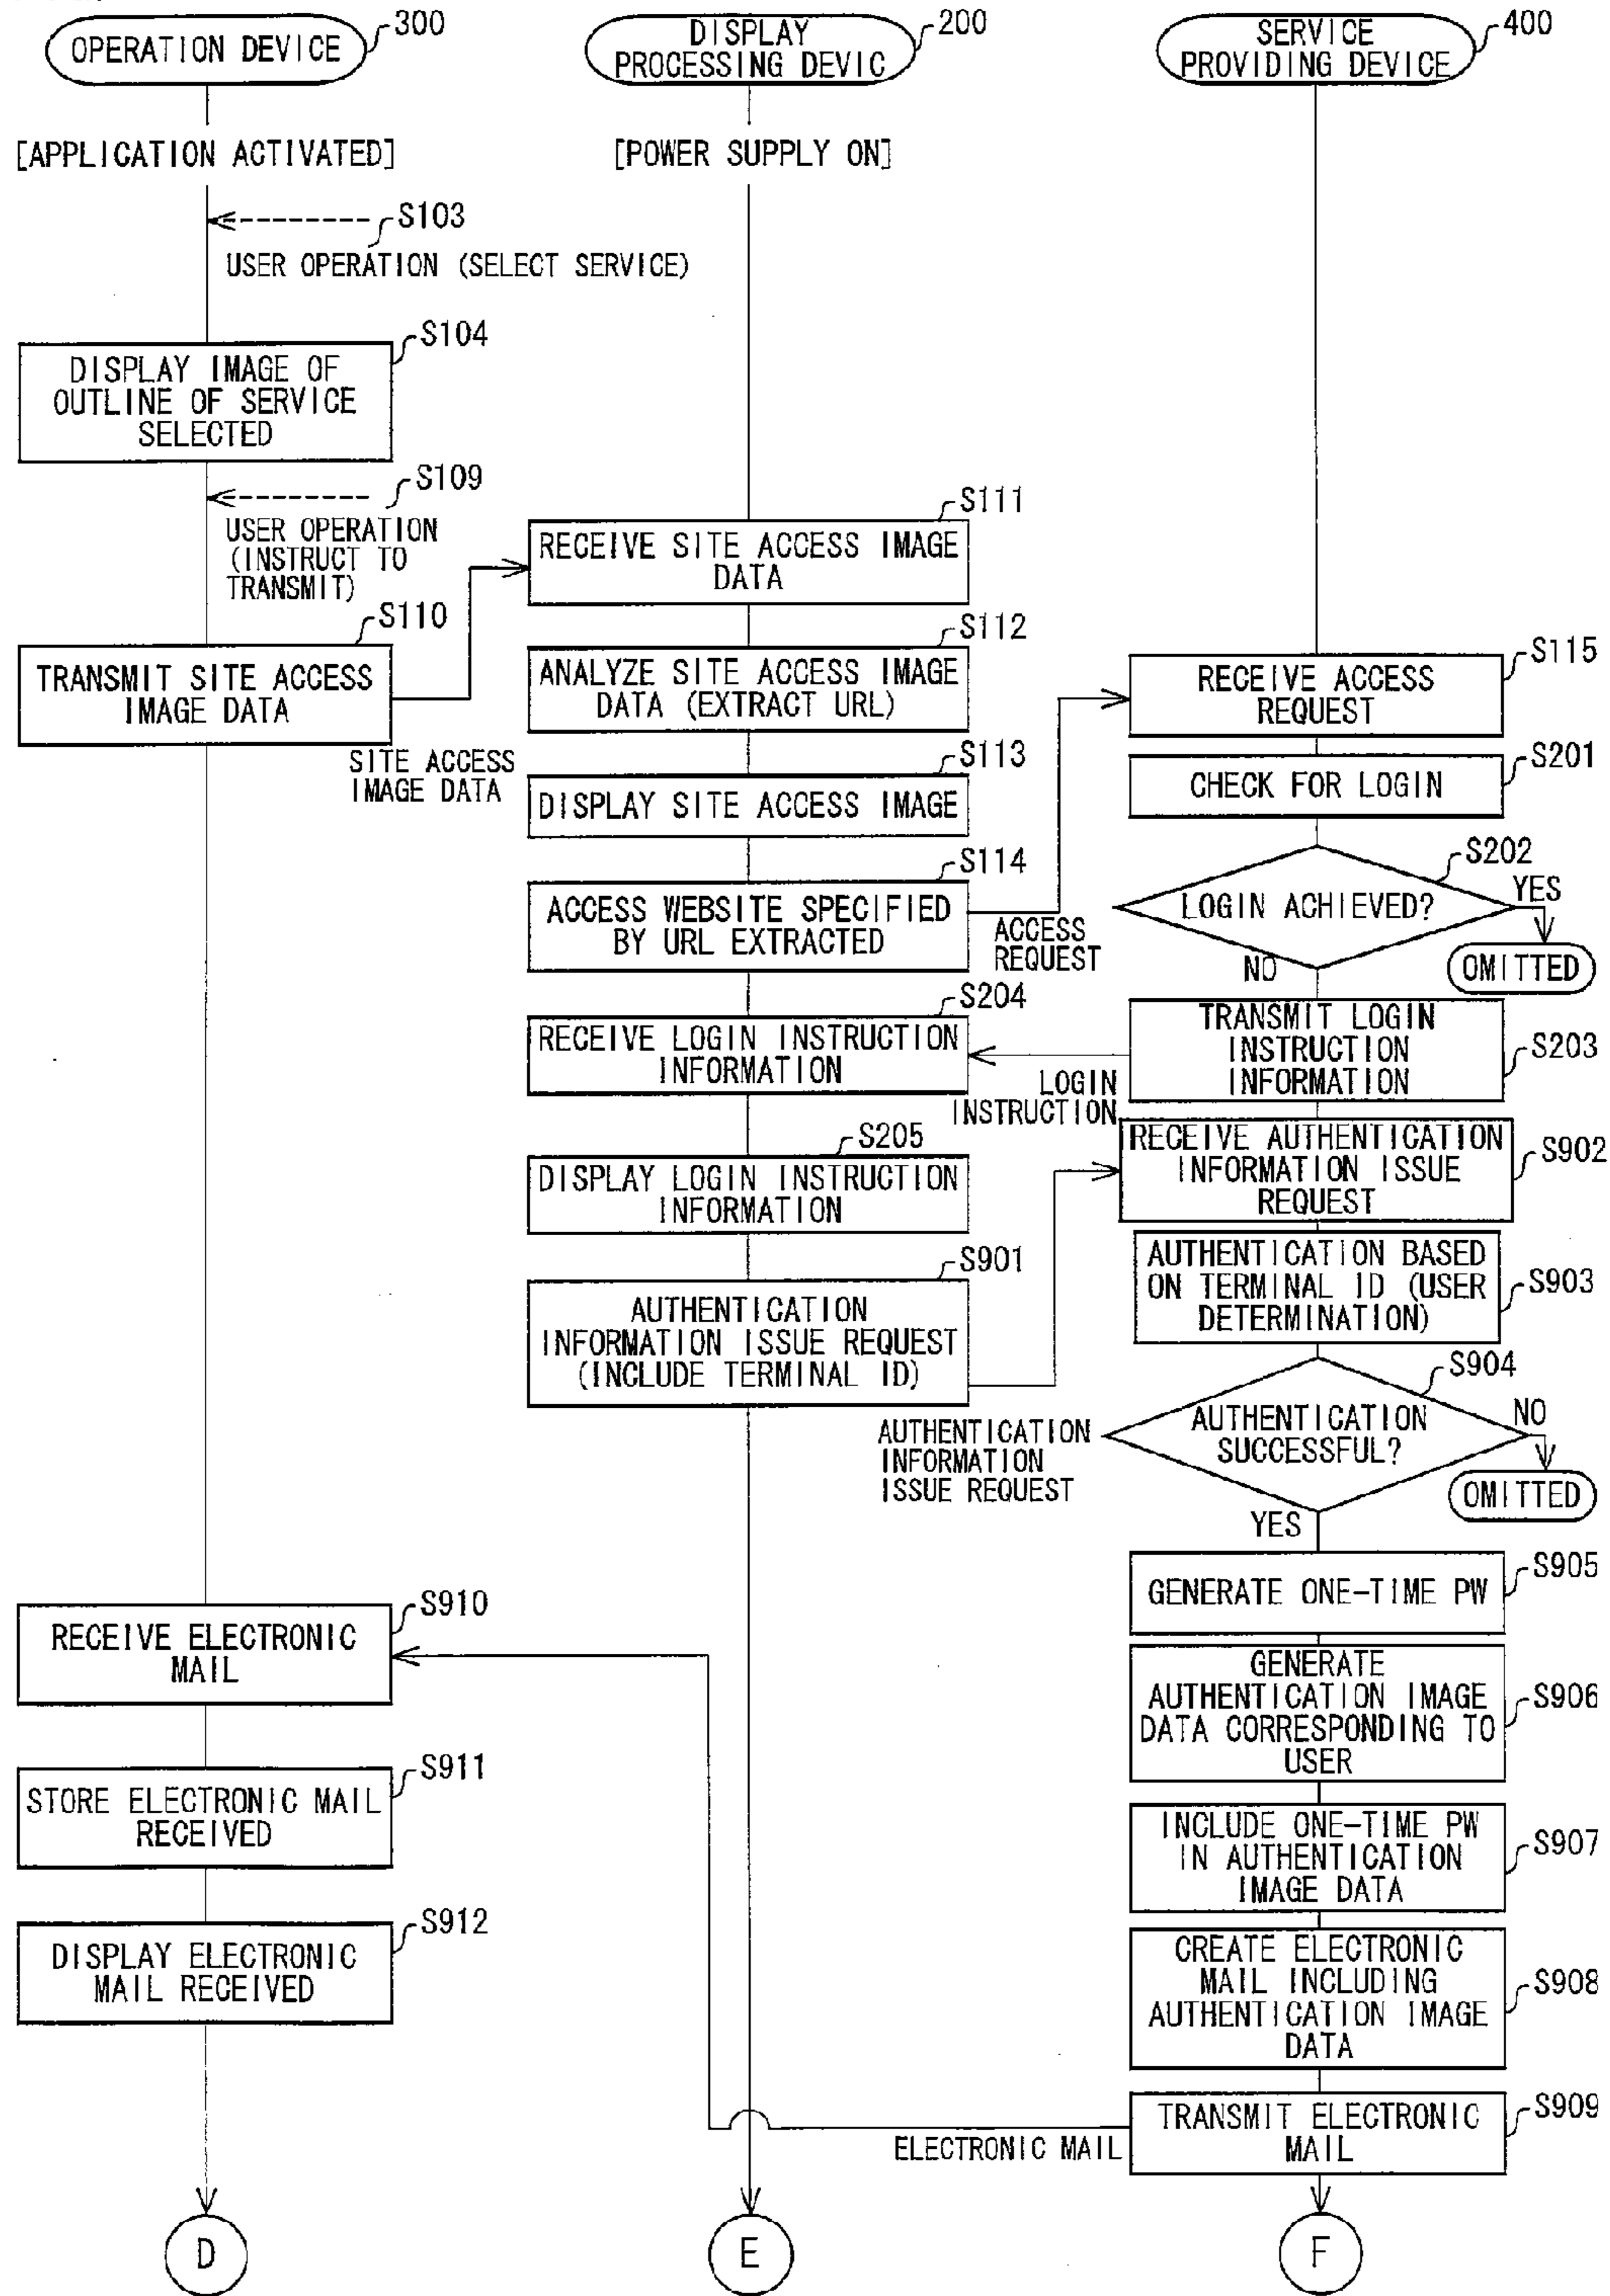 OPERATION DEVICE
300
DISPLAY
PROCESSING DEVIC
200
SERVICE
PROVIDING DEVICE
400
[APPLICATION ACTIVATED]
[POWER SUPPLY ON]
S103
USER OPERATION (SELECT SERVICE)
S104
DISPLAY IMAGE OF
OUTLINE OF SERVICE
SELECTED
S109
USER OPERATION
(INSTRUCT TO
TRANSMIT)
S110
TRANSMIT SITE ACCESS
IMAGE DATA
SITE ACCESS
IMAGE DATA
S111
RECEIVE SITE ACCESS IMAGE
DATA
S112
ANALYZE SITE ACCESS IMAGE
DATA (EXTRACT URL)
S113
DISPLAY SITE ACCESS IMAGE
S114
ACCESS WEBSITE SPECIFIED
BY URL EXTRACTED
ACCESS
REQUEST
S115
RECEIVE ACCESS
REQUEST
S201
CHECK FOR LOGIN
S202
LOGIN ACHIEVED?
YES
OMITTED
NO
S203
TRANSMIT LOGIN
INSTRUCTION
INFORMATION
LOGIN
INSTRUCTION
S204
RECEIVE LOGIN INSTRUCTION
INFORMATION
S205
DISPLAY LOGIN INSTRUCTION
INFORMATION
S901
AUTHENTICATION
INFORMATION ISSUE REQUEST
(INCLUDE TERMINAL ID)
AUTHENTICATION
INFORMATION
ISSUE REQUEST
S902
RECEIVE AUTHENTICATION
INFORMATION ISSUE
REQUEST
S903
AUTHENTICATION BASED
ON TERMINAL ID (USER
DETERMINATION)
S904
AUTHENTICATION
SUCCESSFUL?
NO
OMITTED
YES
S905
GENERATE ONE-TIME PW
S906
GENERATE
AUTHENTICATION IMAGE
DATA CORRESPONDING TO
USER
S907
INCLUDE ONE-TIME PW
IN AUTHENTICATION
IMAGE DATA
S908
CREATE ELECTRONIC
MAIL INCLUDING
AUTHENTICATION IMAGE
DATA
S909
TRANSMIT ELECTRONIC
MAIL
ELECTRONIC MAIL
S910
RECEIVE ELECTRONIC
MAIL
S911
STORE ELECTRONIC MAIL
RECEIVED
S912
DISPLAY ELECTRONIC
MAIL RECEIVED
D
E
F